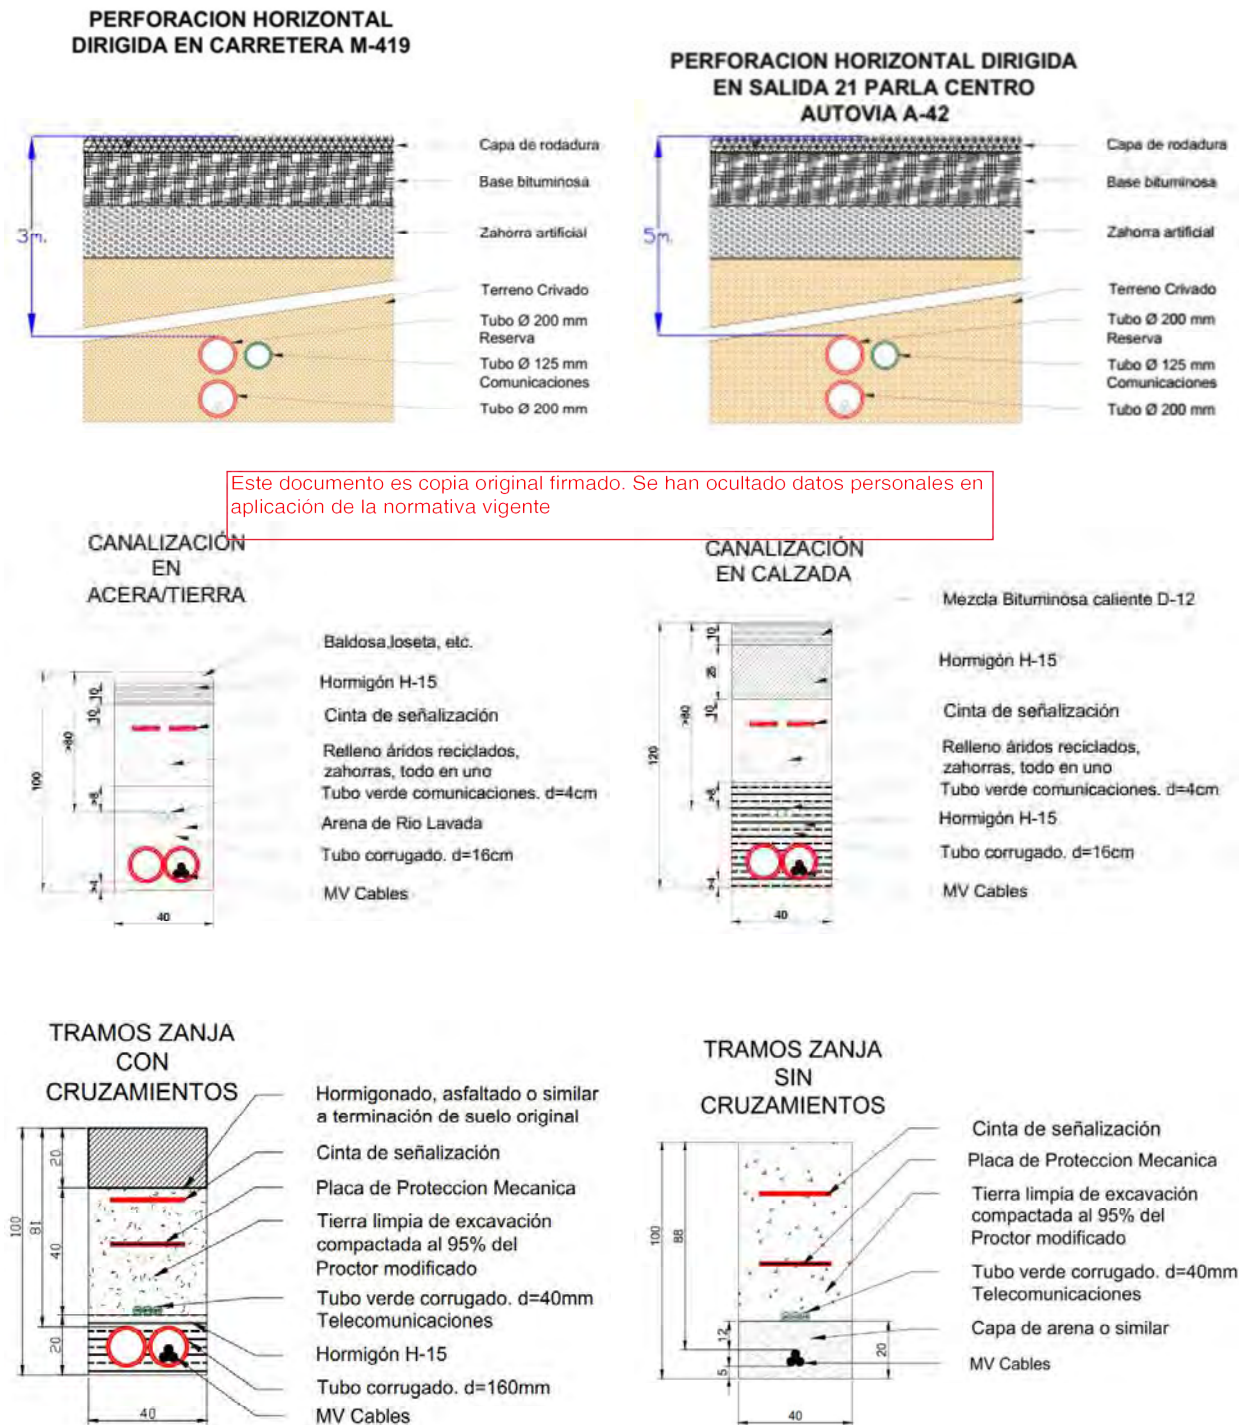 PERFORACION HORIZONTAL
DIRIGIDA EN CARRETERA M-419
3m.
Capa de rodadura
Base bituminosa
Zahorra artificial
Terreno Crivado
Tubo Ø 200 mm
Reserva
Tubo Ø 125 mm
Comunicaciones
Tubo Ø 200 mm
PERFORACION HORIZONTAL DIRIGIDA
EN SALIDA 21 PARLA CENTRO
AUTOVIA A-42
5m.
Capa de rodadura
Base bituminosa
Zahorra artificial
Terreno Crivado
Tubo Ø 200 mm
Reserva
Tubo Ø 125 mm
Comunicaciones
Tubo Ø 200 mm
Este documento es copia original firmado. Se han ocultado datos personales en
aplicación de la normativa vigente
CANALIZACIÓN
EN
ACERA/TIERRA
Baldosa,loseta, etc.
Hormigón H-15
Cinta de señalización
Relleno áridos reciclados,
zahorras, todo en uno
Tubo verde comunicaciones. d=4cm
Arena de Rio Lavada
Tubo corrugado. d=16cm
MV Cables
100
>80
10
10
>8
>4
40
CANALIZACIÓN
EN CALZADA
Mezcla Bituminosa caliente D-12
Hormigón H-15
Cinta de señalización
Relleno áridos reciclados,
zahorras, todo en uno
Tubo verde comunicaciones. d=4cm
Hormigón H-15
Tubo corrugado. d=16cm
MV Cables
120
>80
10
25
10
>8
>4
40
TRAMOS ZANJA
CON
CRUZAMIENTOS
Hormigonado, asfaltado o similar
a terminación de suelo original
Cinta de señalización
Placa de Proteccion Mecanica
Tierra limpia de excavación
compactada al 95% del
Proctor modificado
Tubo verde corrugado. d=40mm
Telecomunicaciones
Hormigón H-15
Tubo corrugado. d=160mm
MV Cables
100
81
20
40
20
40
TRAMOS ZANJA
SIN
CRUZAMIENTOS
Cinta de señalización
Placa de Proteccion Mecanica
Tierra limpia de excavación
compactada al 95% del
Proctor modificado
Tubo verde corrugado. d=40mm
Telecomunicaciones
Capa de arena o similar
MV Cables
100
88
12
5
20
40